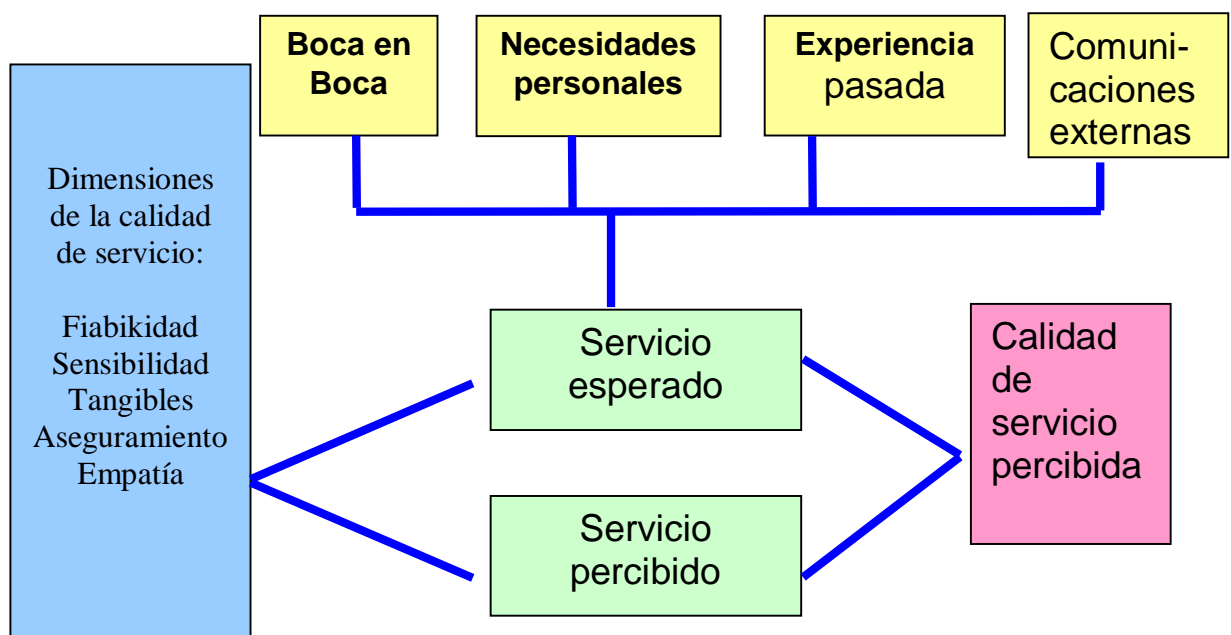 Boca en
Boca
Necesidades
personales
Experiencia
pasada
Comuni-
caciones
externas
Dimensiones
de la calidad
de servicio:
Fiabikidad
Sensibilidad
Tangibles
Aseguramiento
Empatía
Servicio
esperado
Calidad
de
servicio
percibida
Servicio
percibido